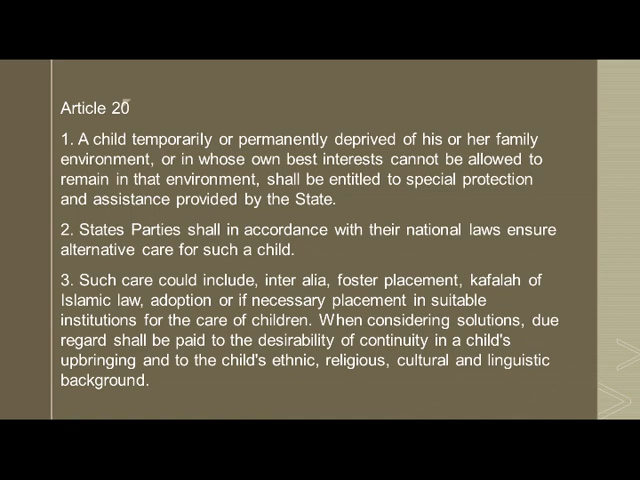 Article 20
1. A child temporarily or permanently deprived of his or her family
environment, or in whose own best interests cannot be allowed to
remain in that environment, shall be entitled to special protection
and assistance provided by the State.
2. States Parties shall in accordance with their national laws ensure
alternative care for such a child.
3. Such care could include, inter alia, foster placement, kafalah of
Islamic law, adoption or if necessary placement in suitable
institutions for the care of children. When considering solutions, due
regard shall be paid to the desirability of continuity in a child's
upbringing and to the child's ethnic, religious, cultural and linguistic
background.